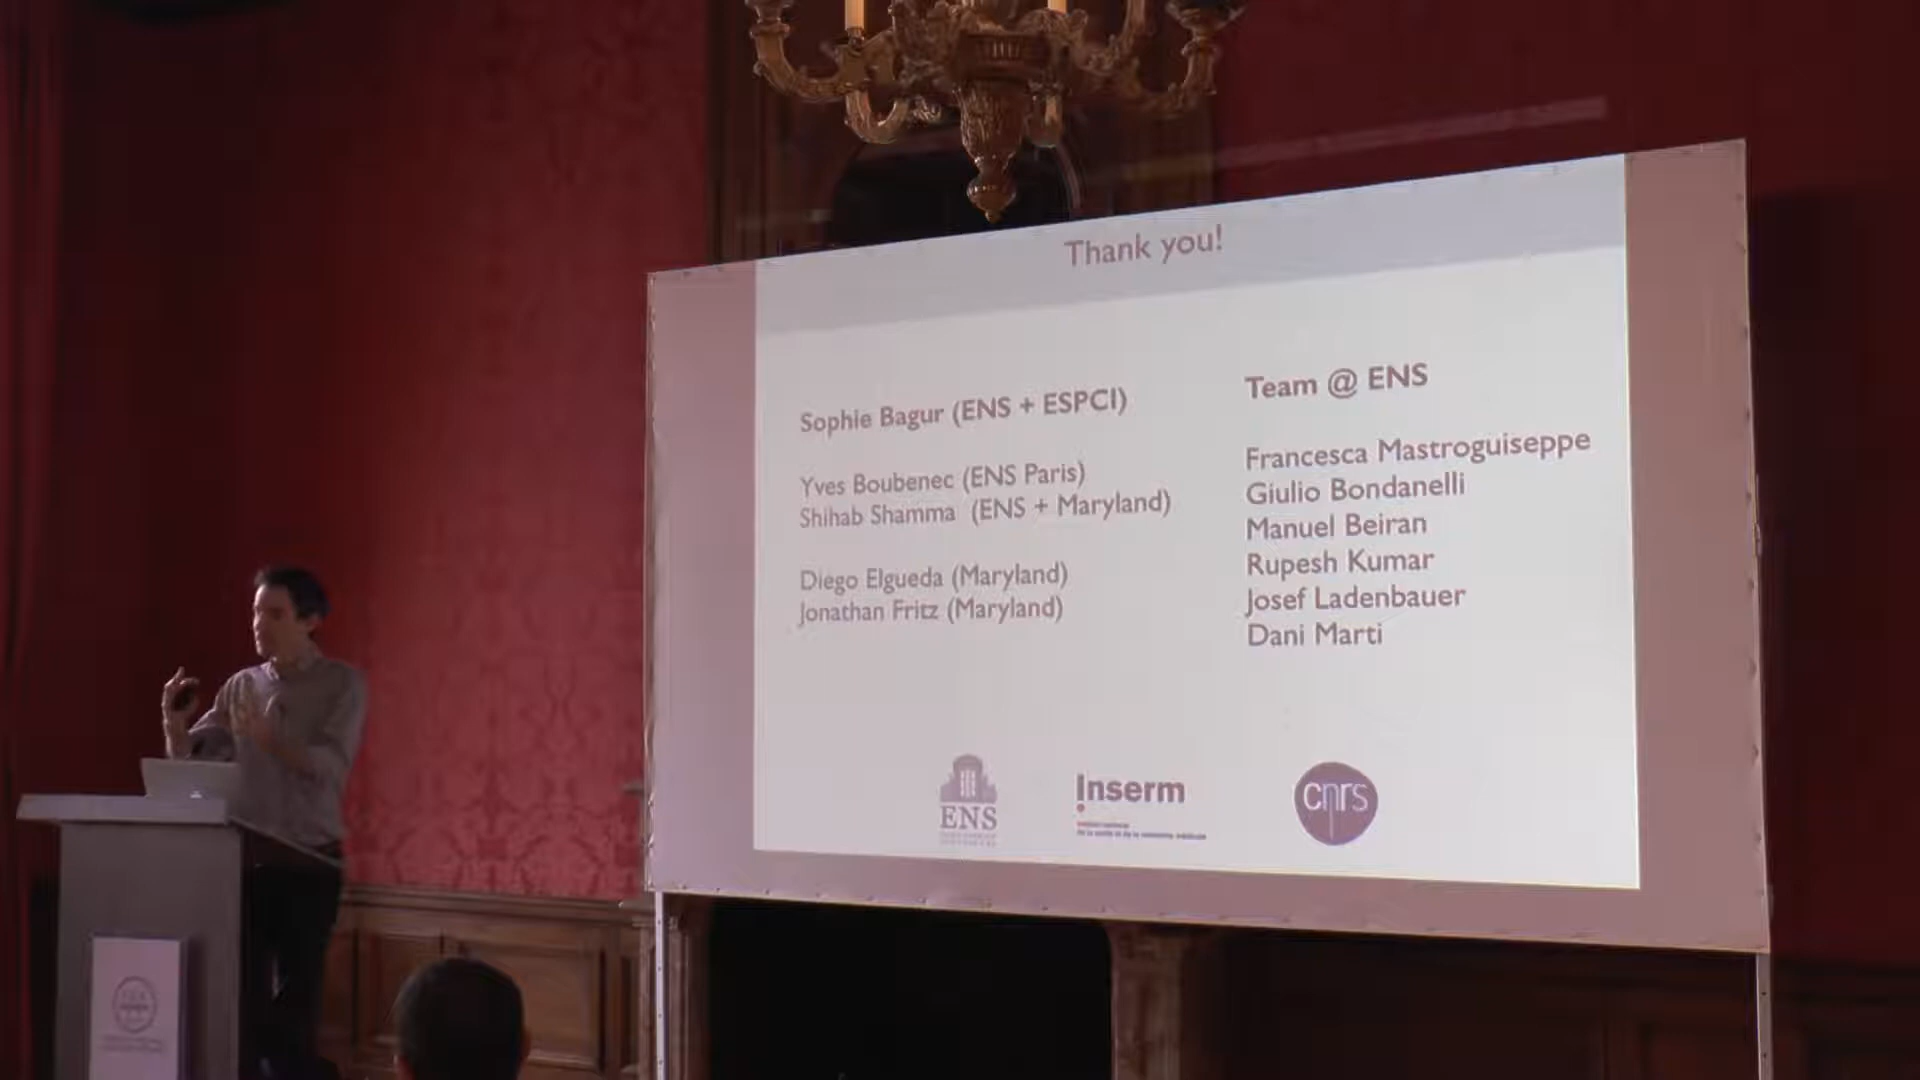 Thank you!
Sophie Bagur (ENS + ESPCI)
Yves Boubenec (ENS Paris)
Shihab Shamma (ENS + Maryland)
Diego Elgueda (Maryland)
Jonathan Fritz (Maryland)
Team @ ENS
Francesca Mastroguiseppe
Giulio Bondanelli
Manuel Beiran
Rupesh Kumar
Josef Ladenbauer
Dani Marti
ENS
Inserm
cnrs